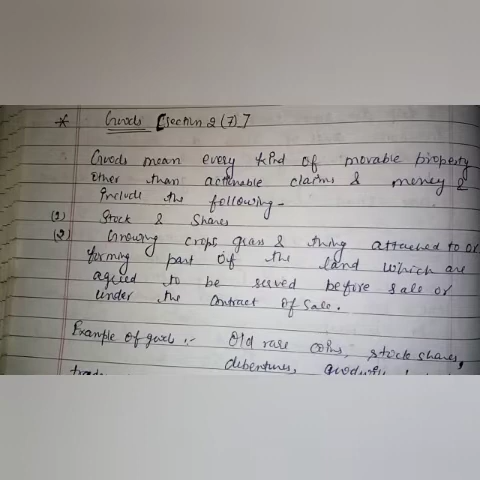 * Goods [Section 2 (7)]
Goods mean every kind of movable property
other than actionable claims & money &
include the following -
(1) Stock & Shares
(2) Growing crops, grass & thing attached to or
forming part of the land which are
agreed to be served before sale or
under the contract of sale.
Example of good :- Old rare coins, stock shares,
debentures,